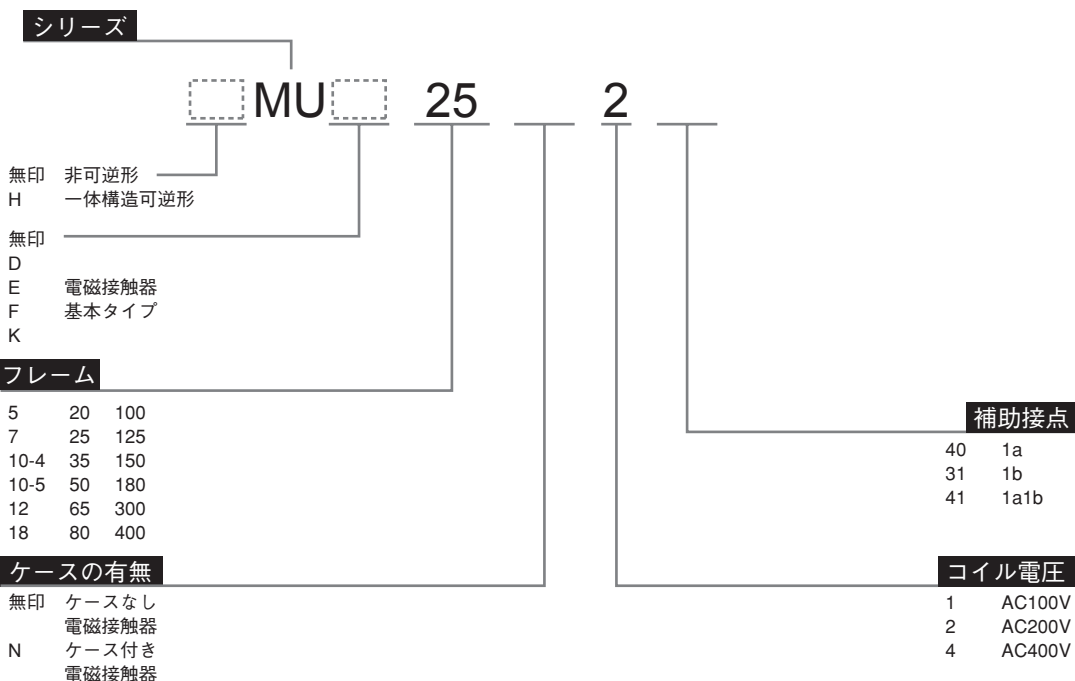 シリーズ
MU 25 2
無印 非可逆形
H 一体構造可逆形
無印
D
E 電磁接触器
F 基本タイプ
K
フレーム
5 20 100
7 25 125
10-4 35 150
10-5 50 180
12 65 300
18 80 400
補助接点
40 1a
31 1b
41 1a1b
ケースの有無
無印 ケースなし
電磁接触器
N ケース付き
電磁接触器
コイル電圧
1 AC100V
2 AC200V
4 AC400V